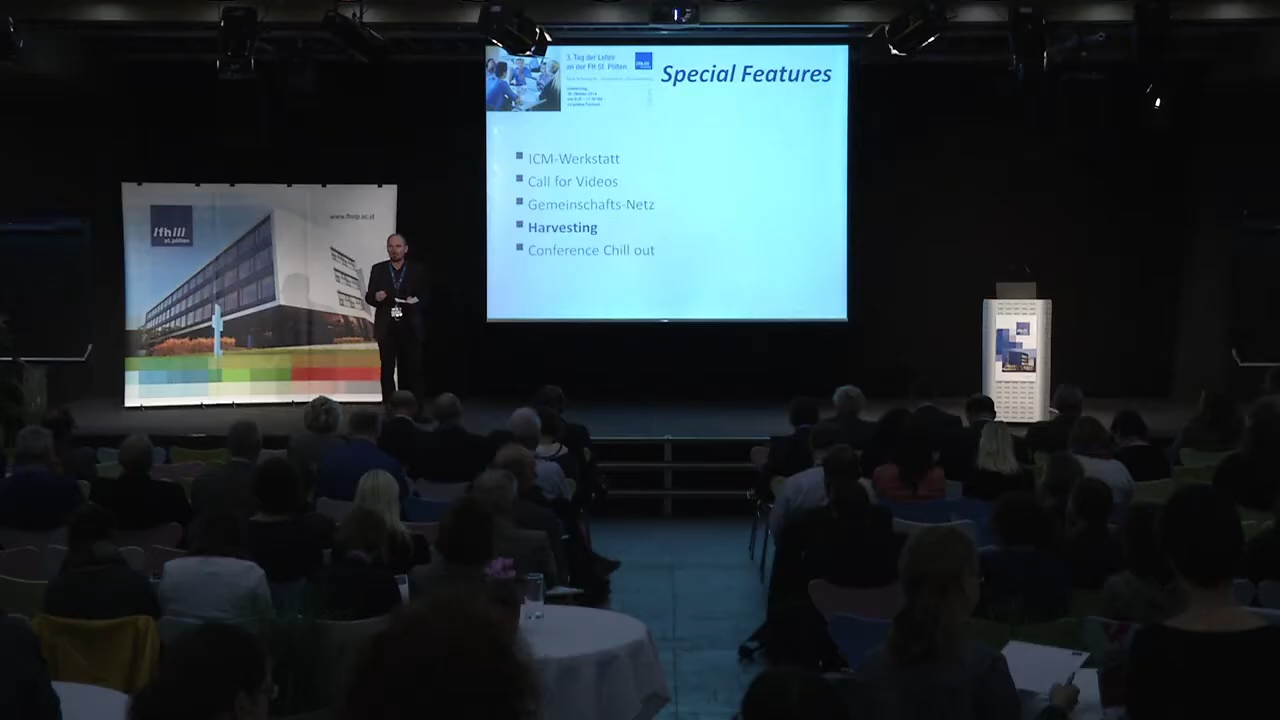 3. Tag der Lehre
an der FH St. Pölten
Special Features
ICM-Werkstatt
Call for Videos
Gemeinschafts-Netz
Harvesting
Conference Chill out
/fh///
st.pölten
www.fhstp.ac.at